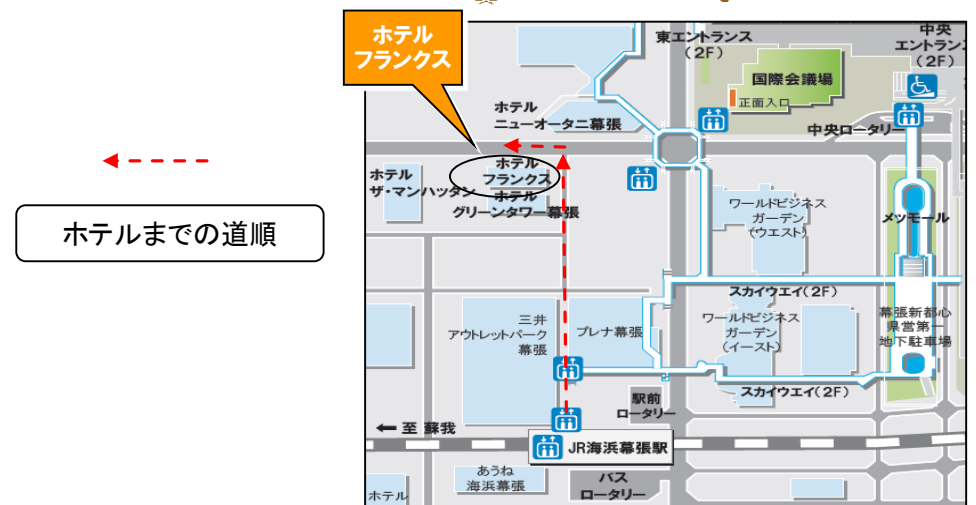 ホテル
フランクス
ホテルまでの道順
東エントランス
(2F)
中央
エントラン
(2F)
国際会議場
正面入口
中央ロータリー
ホテル
ニューオータニ幕張
ホテル
ザ・マンハッタン
ホテル
フランクス
ホテル
グリーンタワー幕張
ワールドビジネス
ガーデン
(ウエスト)
メッセモール
スカイウエイ(2F)
三井
アウトレットパーク
幕張
プレナ幕張
ワールドビジネス
ガーデン
(イースト)
幕張新都心
県営第一
地下駐車場
スカイウエイ(2F)
駅前
ロータリー
← 至 蘇我
JR海浜幕張駅
あうね
海浜幕張
バス
ロータリー
ホテル